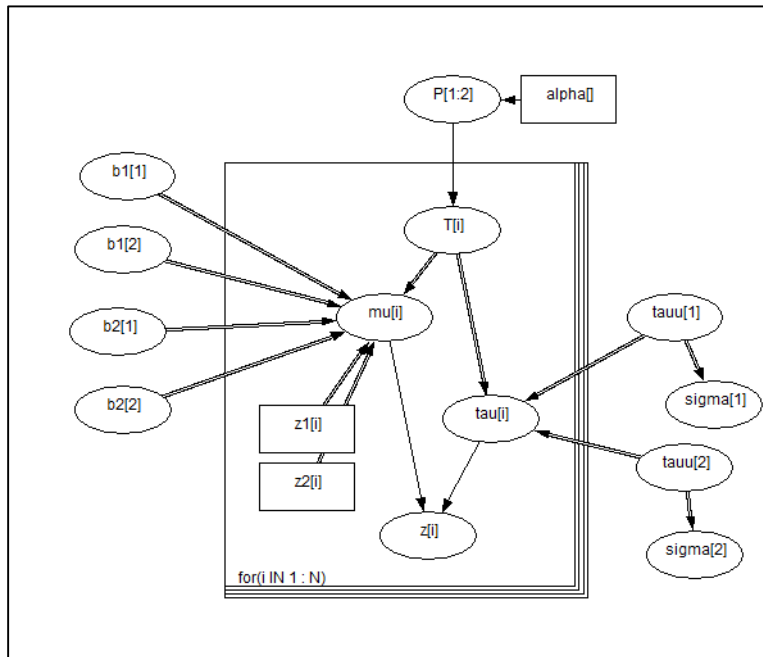 P[1:2]
alpha[]
b1[1]
b1[2]
T[i]
mu[i]
b2[1]
tauu[1]
b2[2]
sigma[1]
z1[i]
tau[i]
tauu[2]
z2[i]
z[i]
sigma[2]
for(i IN 1 : N)